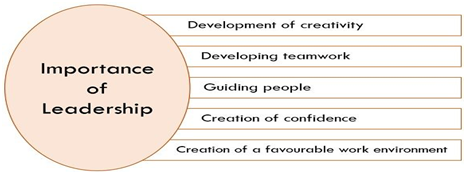 Importance
of
Leadership
Development of creativity
Developing teamwork
Guiding people
Creation of confidence
Creation of a favourable work environment